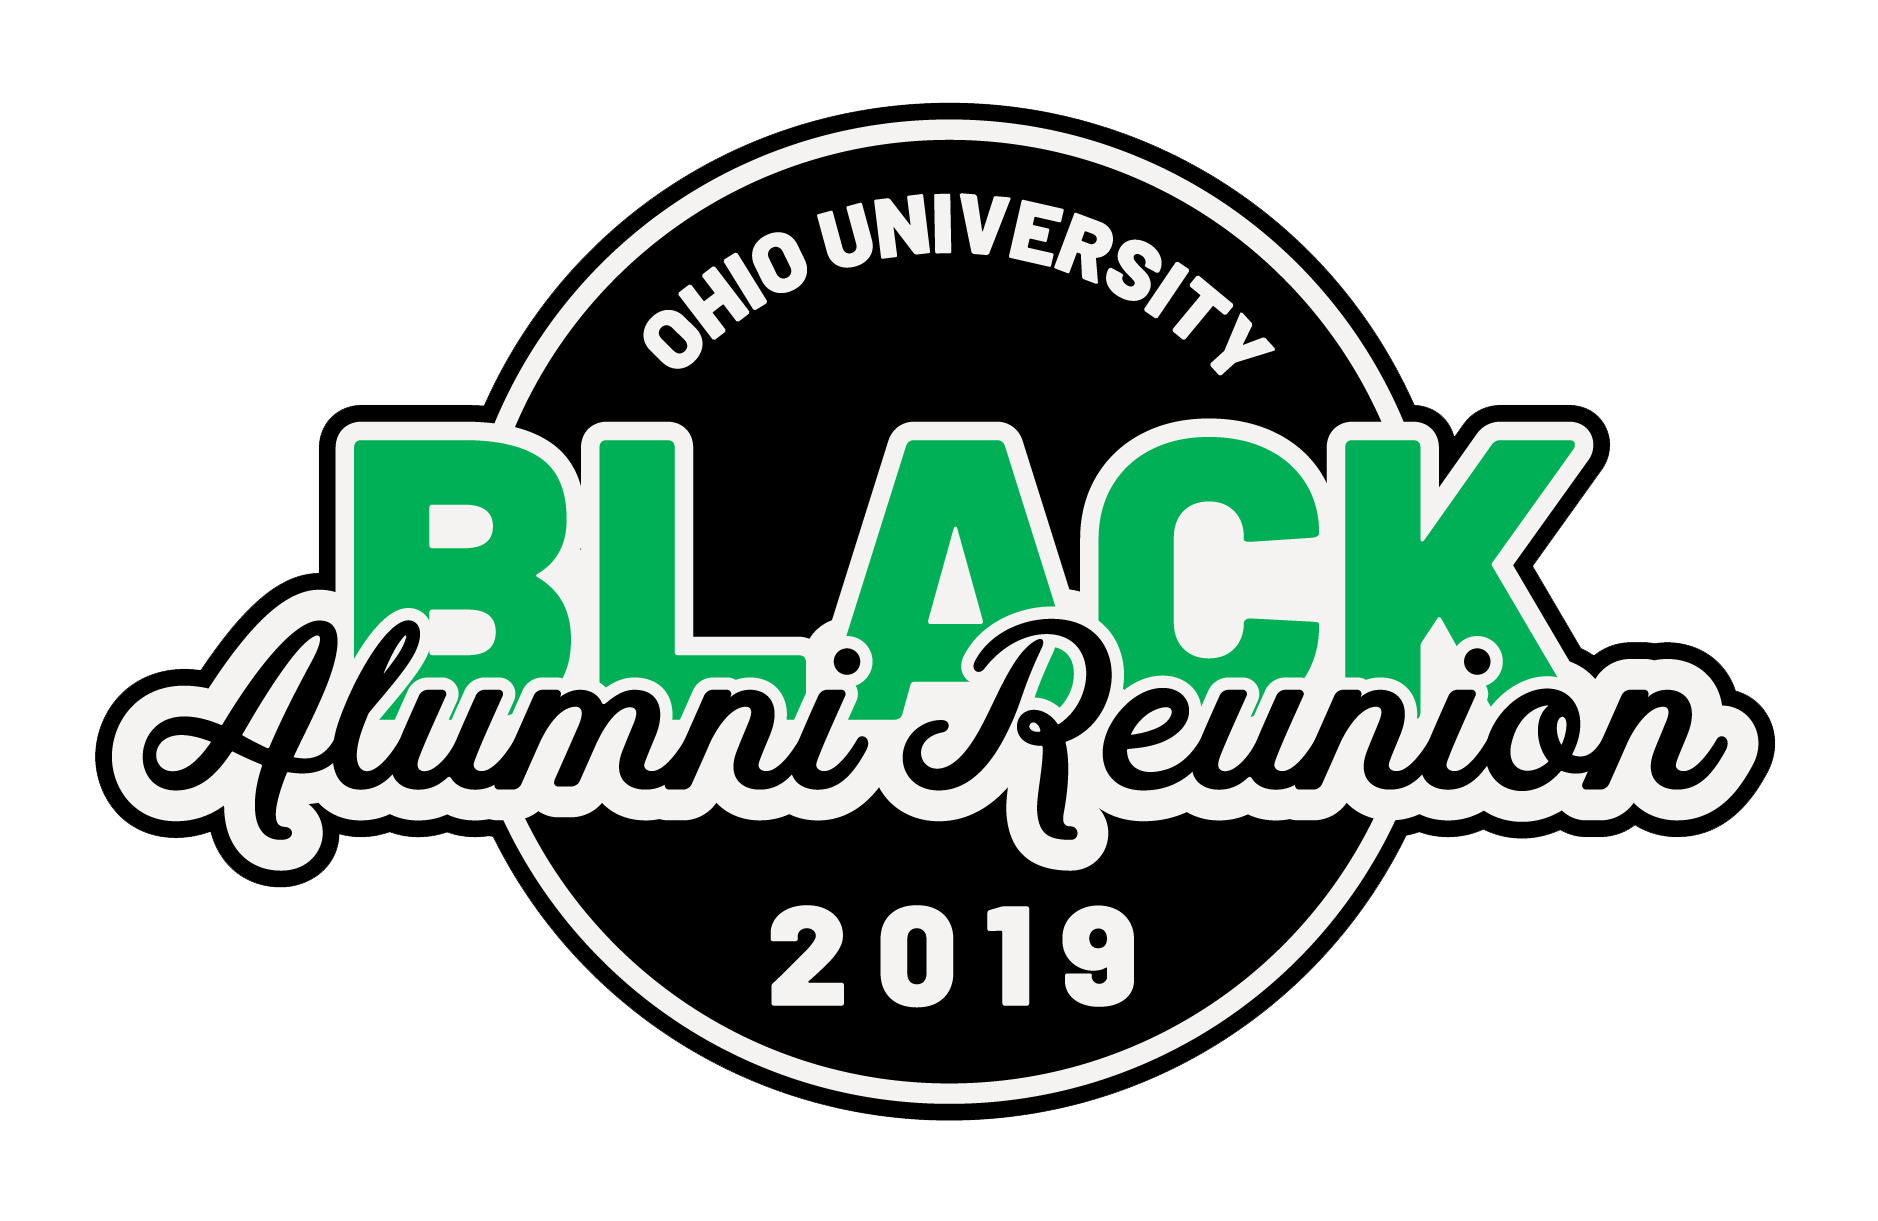 OHIO UNIVERSITY
BLACK
Alumni Reunion
2019